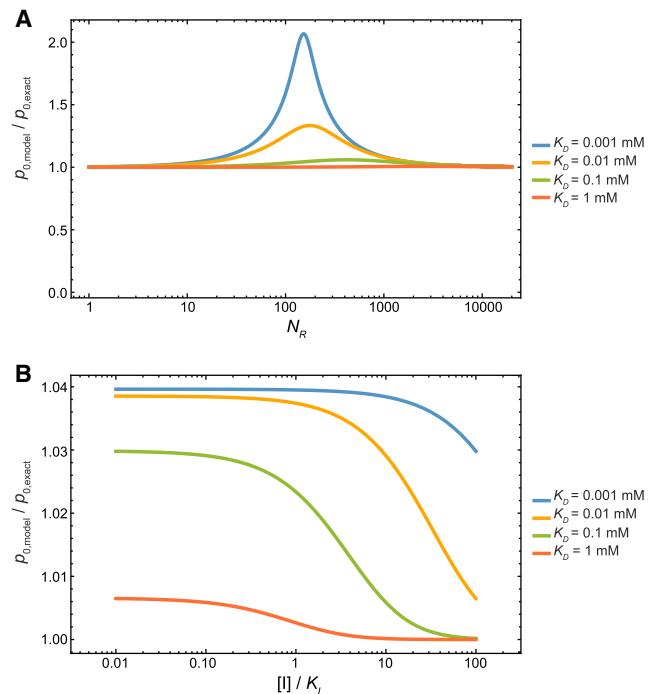 A
p0,model / p0,exact
2.0
1.5
1.0
0.5
0.0
1
10
100
1000
10000
NR
KD = 0.001 mM
KD = 0.01 mM
KD = 0.1 mM
KD = 1 mM
B
p0,model / p0,exact
1.04
1.03
1.02
1.01
1.00
0.01
0.10
1
10
100
[I] / KI
KD = 0.001 mM
KD = 0.01 mM
KD = 0.1 mM
KD = 1 mM